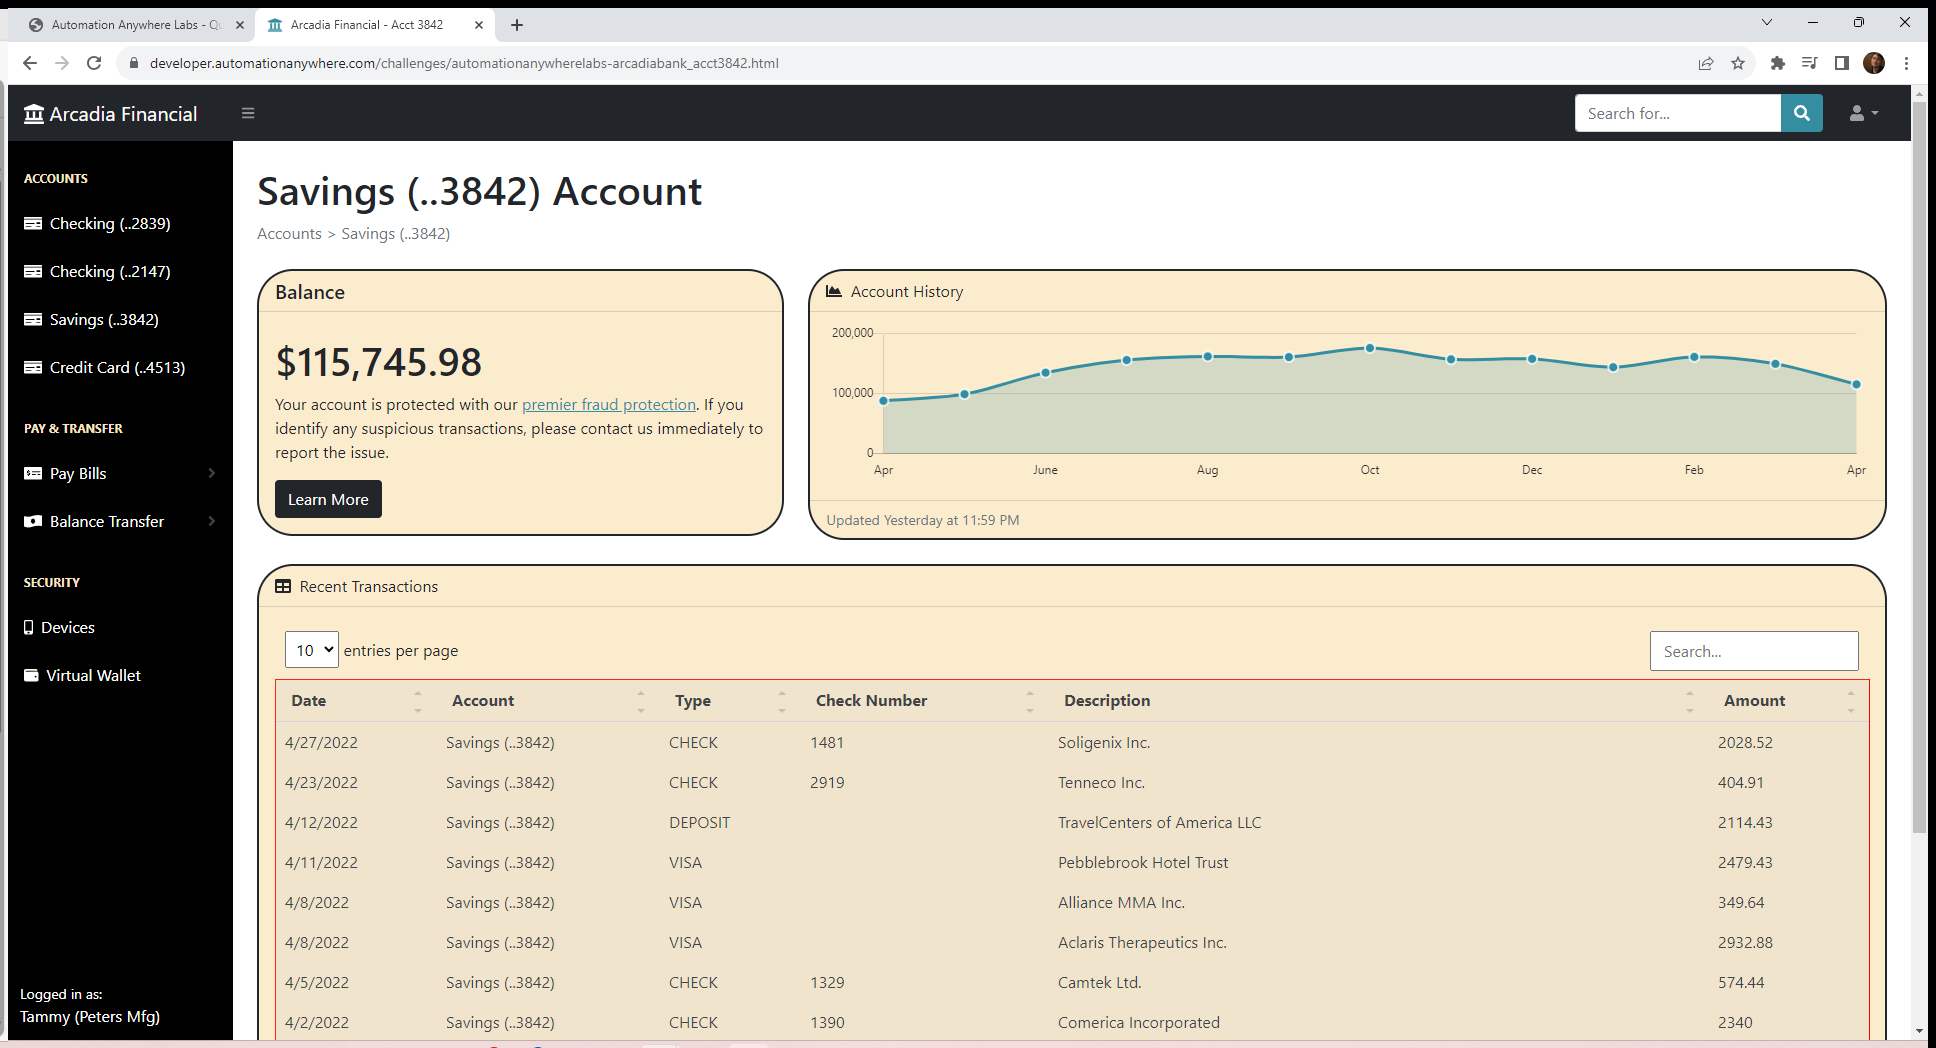 Automation Anywhere Labs - Qu
Arcadia Financial - Acct 3842
developer.automationanywhere.com/challenges/automationanywherelabs-arcadiabank_acct3842.html
Arcadia Financial
Search for...
ACCOUNTS
Checking (..2839)
Checking (..2147)
Savings (..3842)
Credit Card (..4513)
PAY & TRANSFER
Pay Bills
Balance Transfer
SECURITY
Devices
Virtual Wallet
Logged in as:
Tammy (Peters Mfg)
Savings (..3842) Account
Accounts > Savings (..3842)
Balance
$115,745.98
Your account is protected with our premier fraud protection. If you
identify any suspicious transactions, please contact us immediately to
report the issue.
Learn More
Account History
200,000
100,000
0
Apr June Aug Oct Dec Feb Apr
Updated Yesterday at 11:59 PM
Recent Transactions
10 entries per page
Search...
Date Account Type Check Number Description Amount
4/27/2022 Savings (..3842) CHECK 1481 Soligenix Inc. 2028.52
4/23/2022 Savings (..3842) CHECK 2919 Tenneco Inc. 404.91
4/12/2022 Savings (..3842) DEPOSIT TravelCenters of America LLC 2114.43
4/11/2022 Savings (..3842) VISA Pebblebrook Hotel Trust 2479.43
4/8/2022 Savings (..3842) VISA Alliance MMA Inc. 349.64
4/8/2022 Savings (..3842) VISA Aclaris Therapeutics Inc. 2932.88
4/5/2022 Savings (..3842) CHECK 1329 Camtek Ltd. 574.44
4/2/2022 Savings (..3842) CHECK 1390 Comerica Incorporated 2340